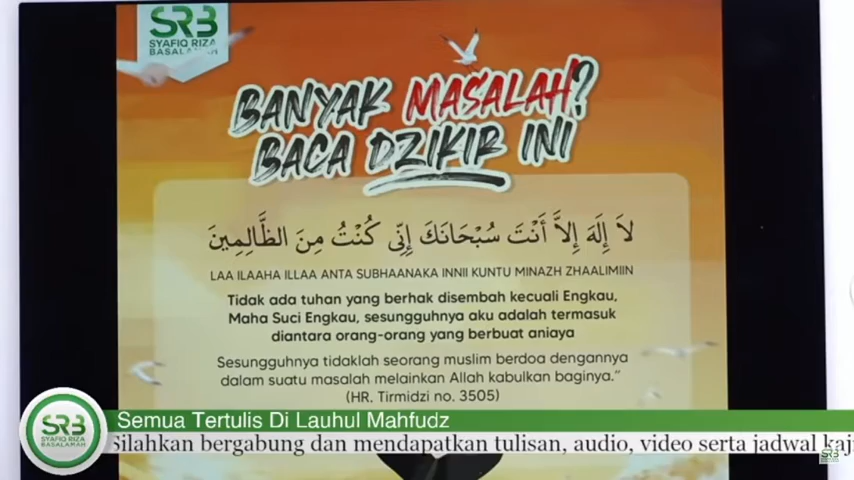 SRB
SYAFIQ RIZA
BASALAMAH
BANYAK MASALAH?
BACA DZIKIR INI
لاَ إِلَهَ إِلاَّ أَنْتَ سُبْحَانَكَ إِنِّى كُنْتُ مِنَ الظَّالِمِينَ
LAA ILAAHA ILLAA ANTA SUBHAANAKA INNII KUNTU MINAZH ZHAALIMIIN
Tidak ada tuhan yang berhak disembah kecuali Engkau,
Maha Suci Engkau, sesungguhnya aku adalah termasuk
diantara orang-orang yang berbuat aniaya
Sesungguhnya tidaklah seorang muslim berdoa dengannya
dalam suatu masalah melainkan Allah kabulkan baginya.”
(HR. Tirmidzi no. 3505)
SRB
SYAFIQ RIZA
BASALAMAH
Semua Tertulis Di Lauhul Mahfudz
Silahkan bergabung dan mendapatkan tulisan, audio, video serta jadwal kaj
SRB